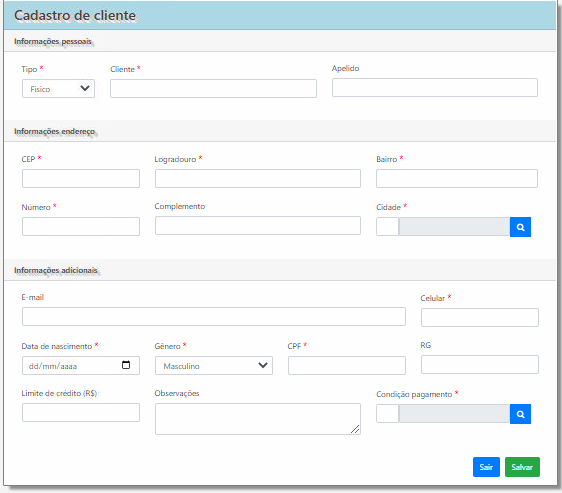 Cadastro de cliente
Informações pessoais
Tipo * Cliente * Apelido
Físico
Informações endereço
CEP * Logradouro * Bairro *
Número * Complemento Cidade *
Informações adicionais
E-mail Celular *
Data de nascimento * Gênero * CPF * RG
dd/mm/aaaa Masculino
Limite de crédito (R$) Observações Condição pagamento *
Sair Salvar